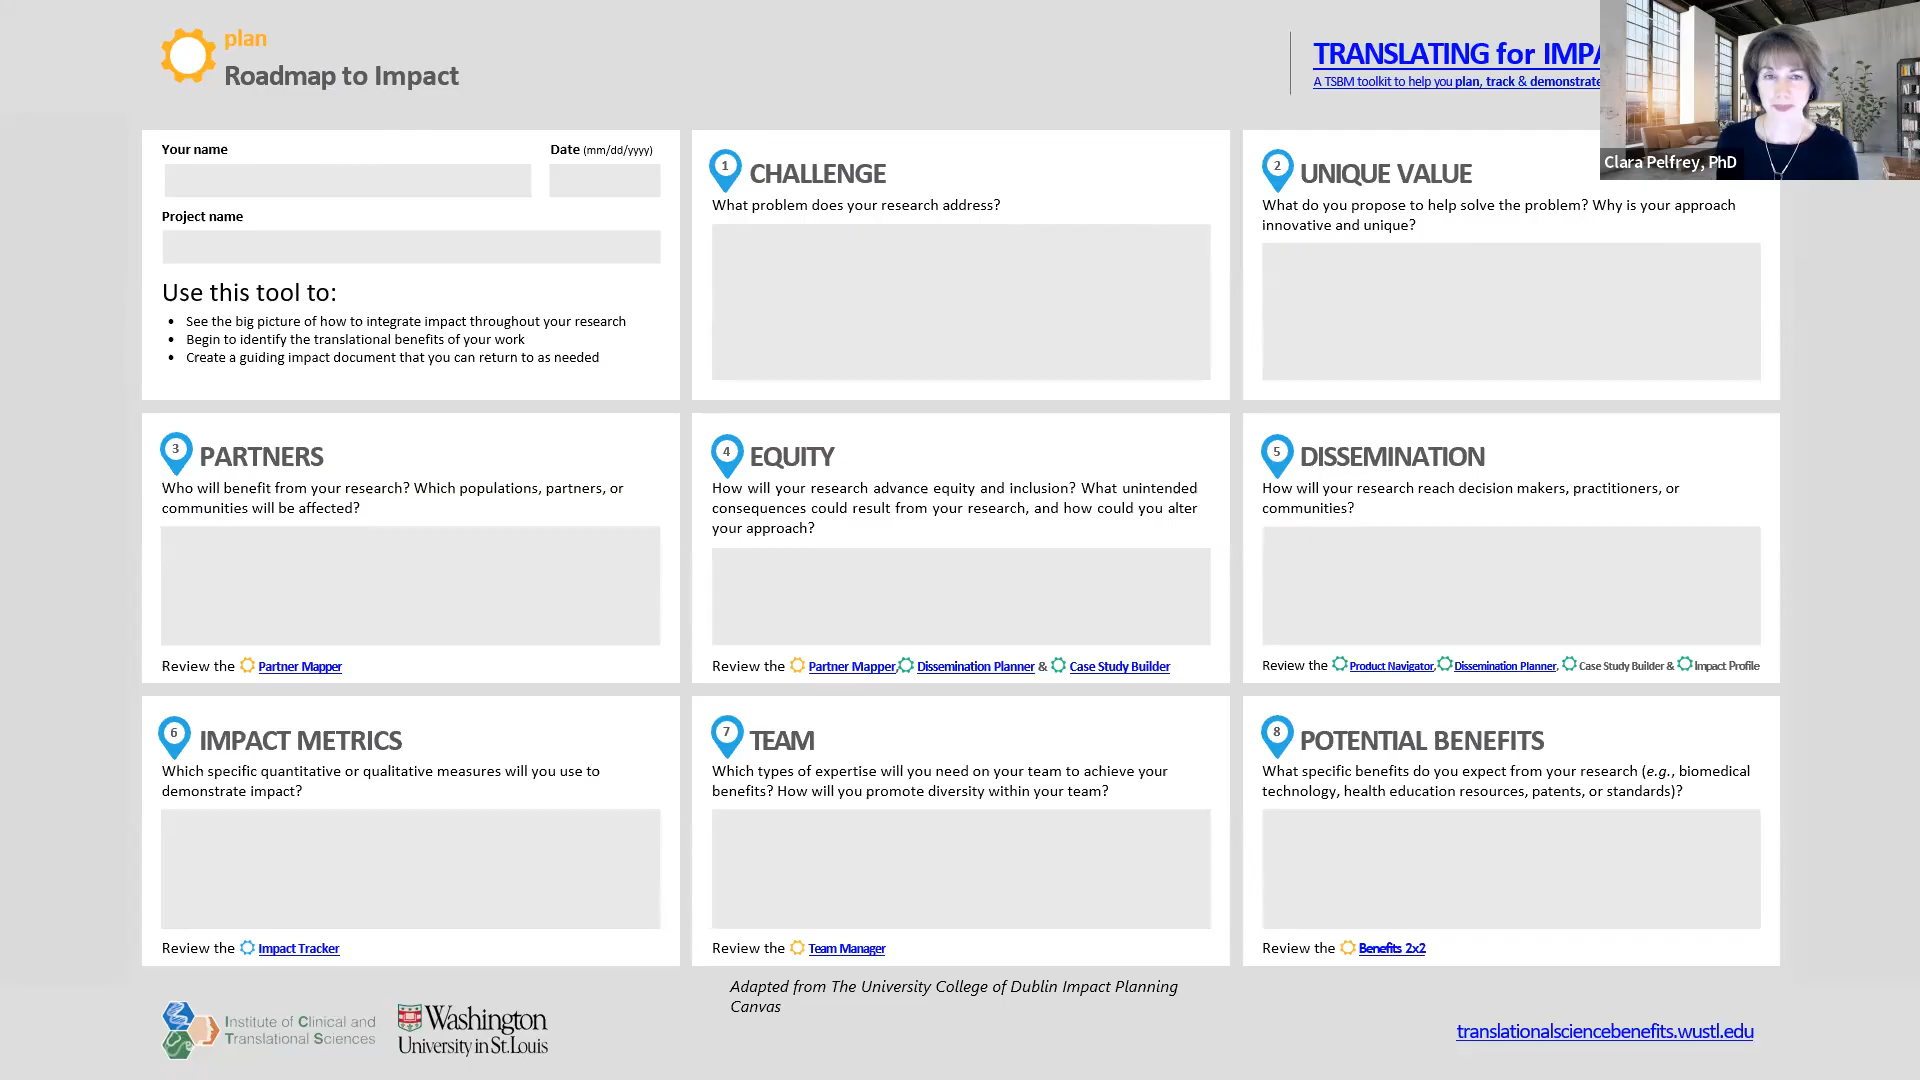 plan
Roadmap to Impact
TRANSLATING for
A TSBM toolkit to help you plan, track & demonstrate
Clara Pelfrey, PhD
Your name
Date (mm/dd/yyyy)
Project name
Use this tool to:
• See the big picture of how to integrate impact throughout your research
• Begin to identify the translational benefits of your work
• Create a guiding impact document that you can return to as needed
1 CHALLENGE
What problem does your research address?
2 UNIQUE VALUE
What do you propose to help solve the problem? Why is your approach
innovative and unique?
3 PARTNERS
Who will benefit from your research? Which populations, partners, or
communities will be affected?
Review the Partner Mapper
4 EQUITY
How will your research advance equity and inclusion? What unintended
consequences could result from your research, and how could you alter
your approach?
Review the Partner Mapper, Dissemination Planner & Case Study Builder
5 DISSEMINATION
How will your research reach decision makers, practitioners, or
communities?
Review the Product Navigator, Dissemination Planner, Case Study Builder & Impact Profile
6 IMPACT METRICS
Which specific quantitative or qualitative measures will you use to
demonstrate impact?
Review the Impact Tracker
7 TEAM
Which types of expertise will you need on your team to achieve your
benefits? How will you promote diversity within your team?
Review the Team Manager
8 POTENTIAL BENEFITS
What specific benefits do you expect from your research (e.g., biomedical
technology, health education resources, patents, or standards)?
Review the Benefits 2x2
Adapted from The University College of Dublin Impact Planning
Canvas
Institute of Clinical and
Translational Sciences
Washington
University in St. Louis
translationalsciencebenefits.wustl.edu